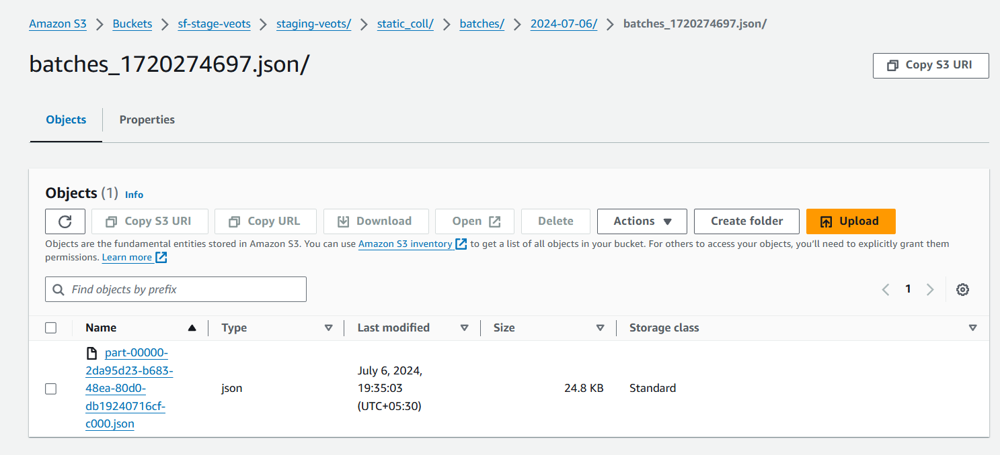 Amazon S3 > Buckets > sf-stage-veots > staging-veots/ > static_coll/ > batches/ > 2024-07-06/ > batches_1720274697.json/
batches_1720274697.json/
Copy S3 URI
Objects Properties
Objects (1) Info
Copy S3 URI Copy URL Download Open Delete Actions Create folder Upload
Objects are the fundamental entities stored in Amazon S3. You can use Amazon S3 inventory to get a list of all objects in your bucket. For others to access your objects, you’ll need to explicitly grant them
permissions. Learn more
Find objects by prefix
1
Name Type Last modified Size Storage class
part-00000-
2da95d23-b683-
48ea-80d0-
db19240716cf-
c000.json
json
July 6, 2024,
19:35:03
(UTC+05:30)
24.8 KB
Standard